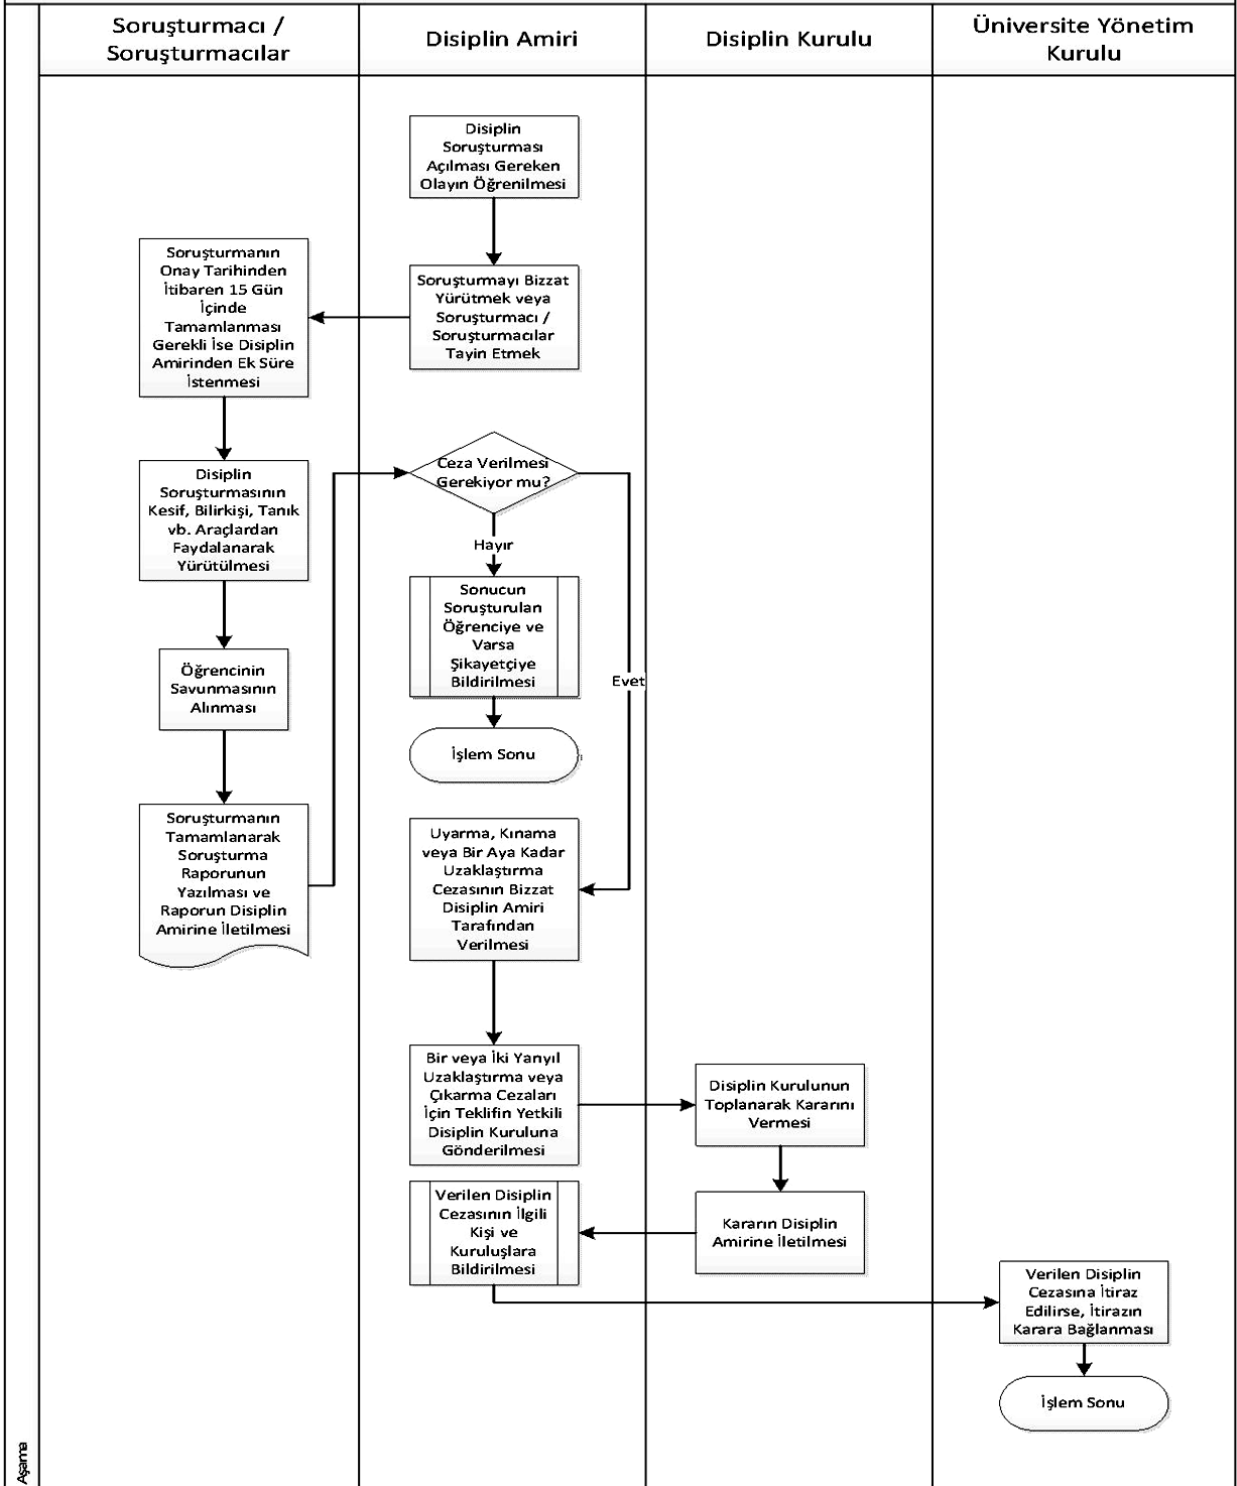 Soruşturmacı /
Soruşturmacılar
Disiplin Amiri
Disiplin Kurulu
Üniversite Yönetim
Kurulu
Disiplin
Soruşturması
Açılması Gereken
Olayın Öğrenilmesi
Soruşturmayı Bizzat
Yürütmek veya
Soruşturmacı /
Soruşturmacılar
Tayin Etmek
Soruşturmanın
Onay Tarihinden
İtibaren 15 Gün
İçinde
Tamamlanması
Gerekli İse Disiplin
Amirinden Ek Süre
İstenmesi
Disiplin
Soruşturmasının
Kesif, Bilirkişi, Tanık
vb. Araçlardan
Faydalanarak
Yürütülmesi
Öğrencinin
Savunmasının
Alınması
Soruşturmanın
Tamamlanarak
Soruşturma
Raporunun
Yazılması ve
Raporun Disiplin
Amirine İletilmesi
Ceza Verilmesi
Gerekiyor mu?
Hayır
Sonucun
Soruşturulan
Öğrenciye ve
Varsa
Şikayetçiye
Bildirilmesi
Evet
İşlem Sonu
Uyarma, Kınama
veya Bir Aya Kadar
Uzaklaştırma
Cezasının Bizzat
Disiplin Amiri
Tarafından
Verilmesi
Bir veya İki Yarıyıl
Uzaklaştırma veya
Çıkarma Cezaları
İçin Teklifin Yetkili
Disiplin Kuruluna
Gönderilmesi
Disiplin Kurulunun
Toplanarak Kararını
Vermesi
Kararın Disiplin
Amirine İletilmesi
Verilen Disiplin
Cezasının İlgili
Kişi ve
Kuruluşlara
Bildirilmesi
Verilen Disiplin
Cezasına İtiraz
Edilirse, İtirazın
Karara Bağlanması
İşlem Sonu
Aşama